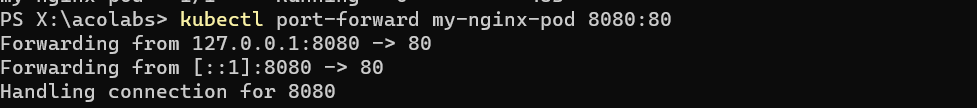 PS X:\acolabs> kubectl port-forward my-nginx-pod 8080:80
Forwarding from 127.0.0.1:8080 -> 80
Forwarding from [::1]:8080 -> 80
Handling connection for 8080